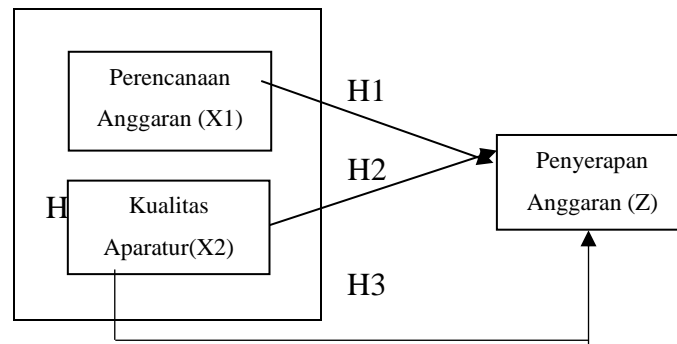 Perencanaan
Anggaran (X1)
H1
H2
Penyerapan
Anggaran (Z)
H
Kualitas
Aparatur(X2)
H3